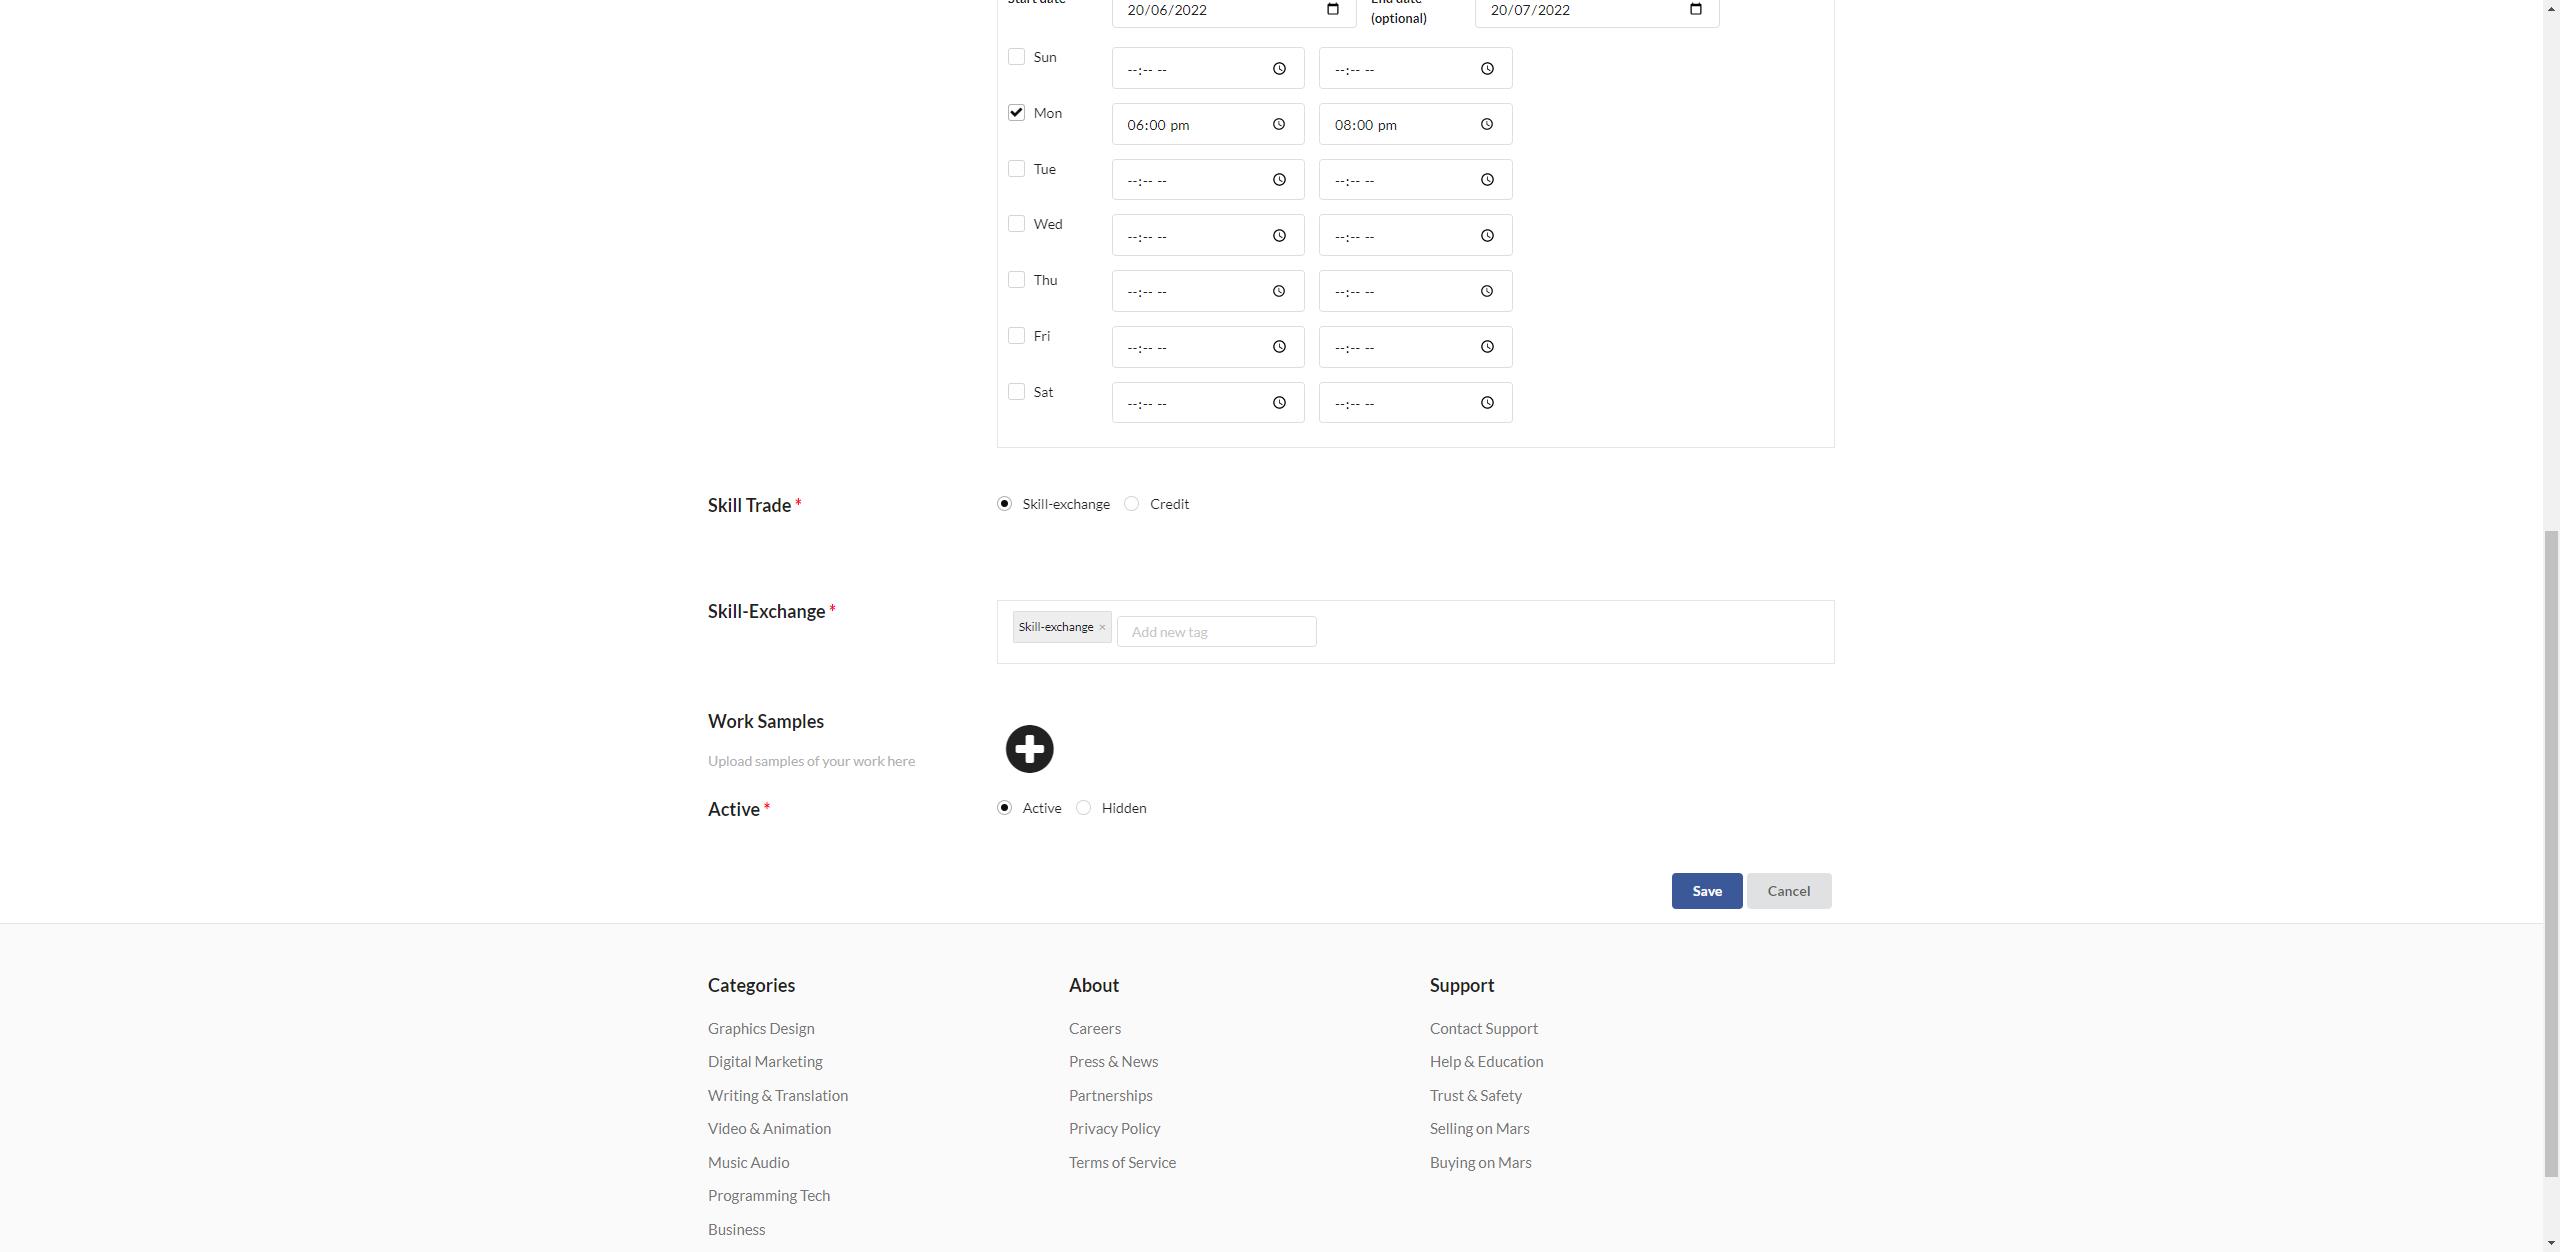 Start date 20/06/2022 End date 20/07/2022
(optional)
Sun --:-- -- --:-- --
Mon 06:00 pm 08:00 pm
Tue --:-- -- --:-- --
Wed --:-- -- --:-- --
Thu --:-- -- --:-- --
Fri --:-- -- --:-- --
Sat --:-- -- --:-- --
Skill Trade * Skill-exchange Credit
Skill-Exchange * Skill-exchange × Add new tag
Work Samples
Upload samples of your work here
Active * Active Hidden
Save Cancel
Categories About Support
Graphics Design Careers Contact Support
Digital Marketing Press & News Help & Education
Writing & Translation Partnerships Trust & Safety
Video & Animation Privacy Policy Selling on Mars
Music Audio Terms of Service Buying on Mars
Programming Tech
Business